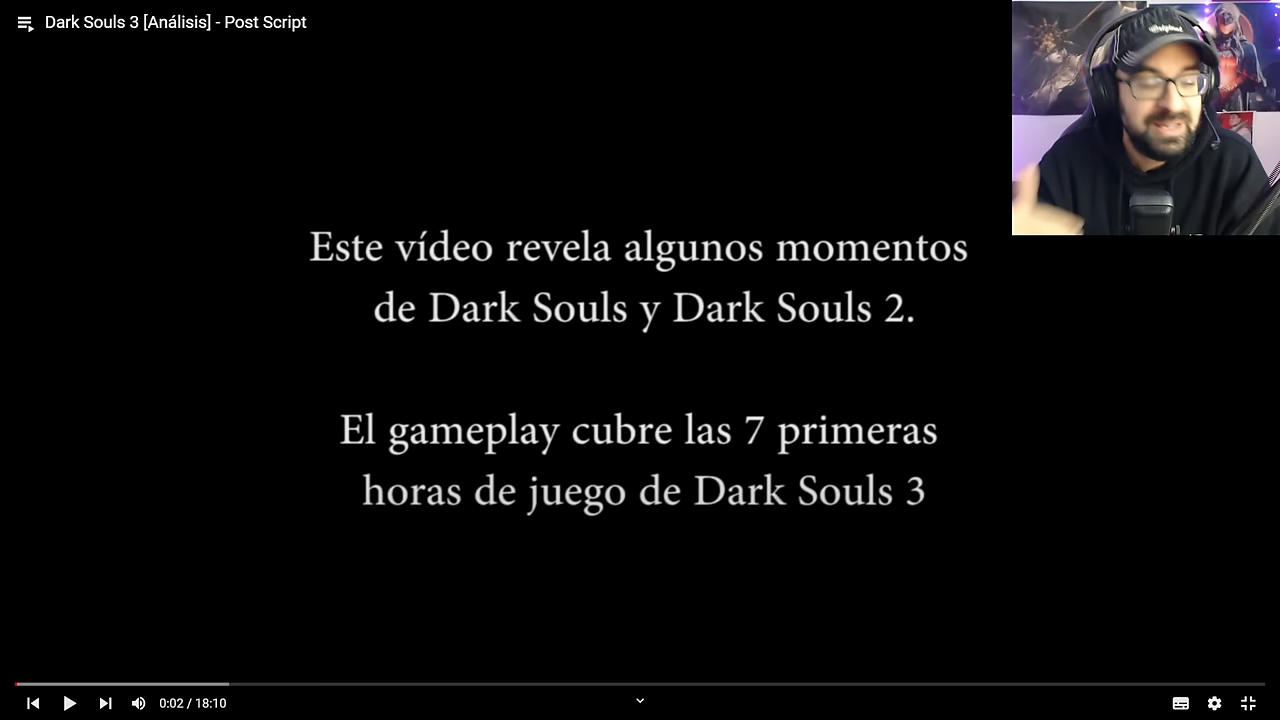 Dark Souls 3 [Análisis] - Post Script
Este vídeo revela algunos momentos
de Dark Souls y Dark Souls 2.
El gameplay cubre las 7 primeras
horas de juego de Dark Souls 3
0:02 / 18:10